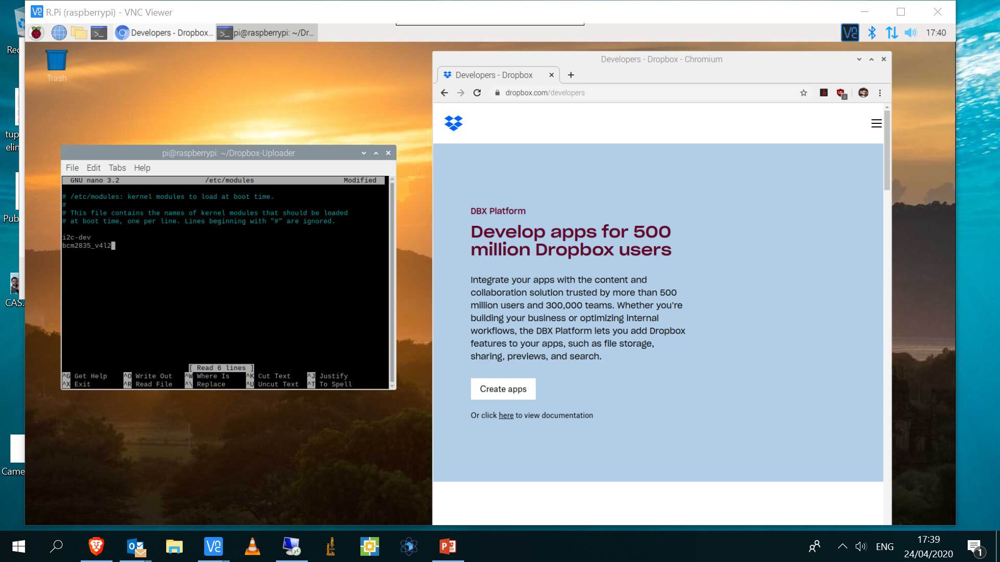 R.Pi (raspberrypi) - VNC Viewer
Developers - Dropbox...
pi@raspberrypi: ~/Dr...
17:40
Trash
Developers - Dropbox - Chromium
Developers - Dropbox
dropbox.com/developers
2
pi@raspberrypi: ~/Dropbox-Uploader
File Edit Tabs Help
GNU nano 3.2 /etc/modules Modified
# /etc/modules: kernel modules to load at boot time.
#
# This file contains the names of kernel modules that should be loaded
# at boot time, one per line. Lines beginning with "#" are ignored.
i2c-dev
bcm2835_v4l2
[ Read 6 lines ]
^G Get Help ^O Write Out ^W Where Is ^K Cut Text ^J Justify
^X Exit ^R Read File ^\ Replace ^U Uncut Text ^T To Spell
DBX Platform
Develop apps for 500
million Dropbox users
Integrate your apps with the content and
collaboration solution trusted by more than 500
million users and 300,000 teams. Whether you’re
building your business or optimizing internal
workflows, the DBX Platform lets you add Dropbox
features to your apps, such as file storage,
sharing, previews, and search.
Create apps
Or click here to view documentation
Rec
tup
elin
Pub
CAS.
Came
ENG
17:39
24/04/2020
1